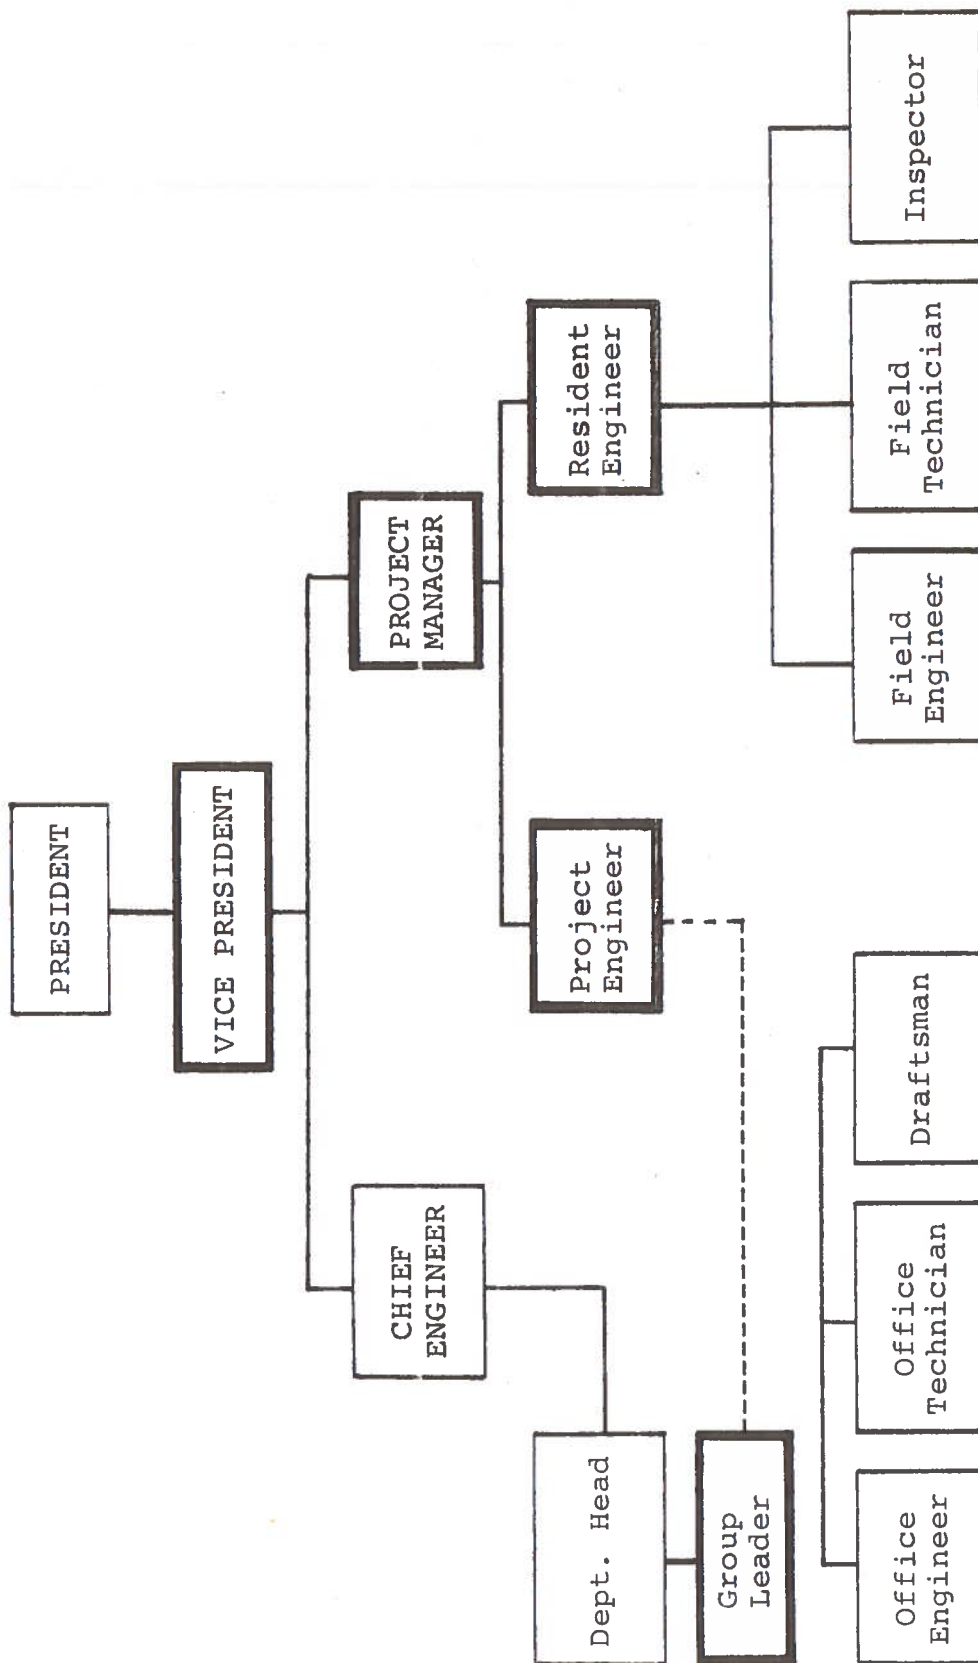 PRESIDENT
VICE PRESIDENT
CHIEF
ENGINEER
PROJECT
MANAGER
Dept. Head
Project
Engineer
Resident
Engineer
Group
Leader
Office
Engineer
Office
Technician
Draftsman
Field
Engineer
Field
Technician
Inspector